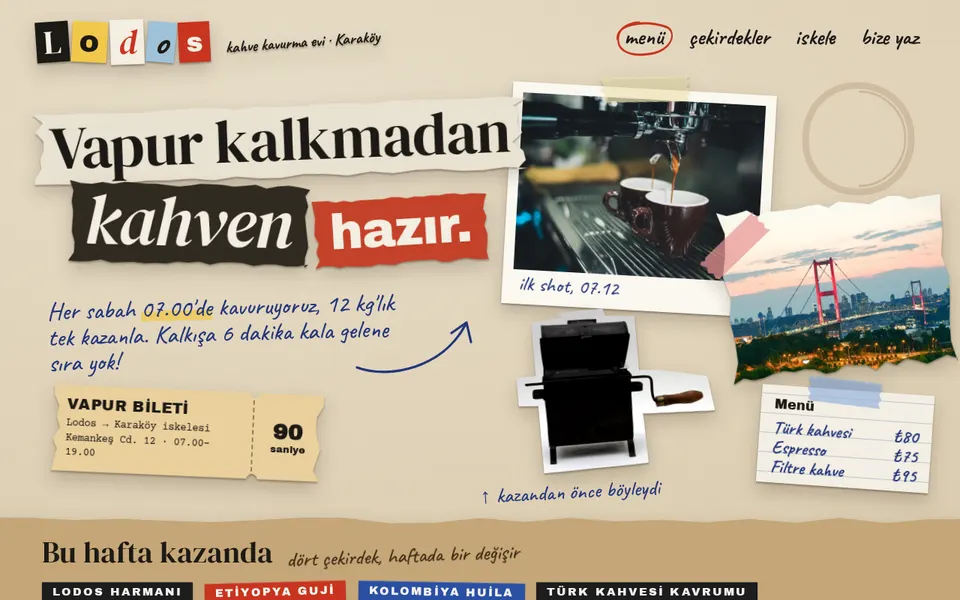 Lodos
kahve kavurma evi · Karaköy
menü
çekirdekler
iskele
bize yaz
Vapur kalkmadan
kahven
hazır.
ilk shot, 07.12
Her sabah 07.00'de kavuruyoruz, 12 kg'lık
tek kazanla. Kalkışa 6 dakika kala gelene
sıra yok!
VAPUR BİLETİ
Lodos → Karaköy iskelesi
Kemankeş Cd. 12 · 07.00–
19.00
90
saniye
↑ kazandan önce böyleydi
Menü
Türk kahvesi ₺80
Espresso ₺75
Filtre kahve ₺95
Bu hafta kazanda
dört çekirdek, haftada bir değişir
LODOS HARMANI
ETİYOPYA GUJİ
KOLOMBİYA HUİLA
TÜRK KAHVESİ KAVRUMU